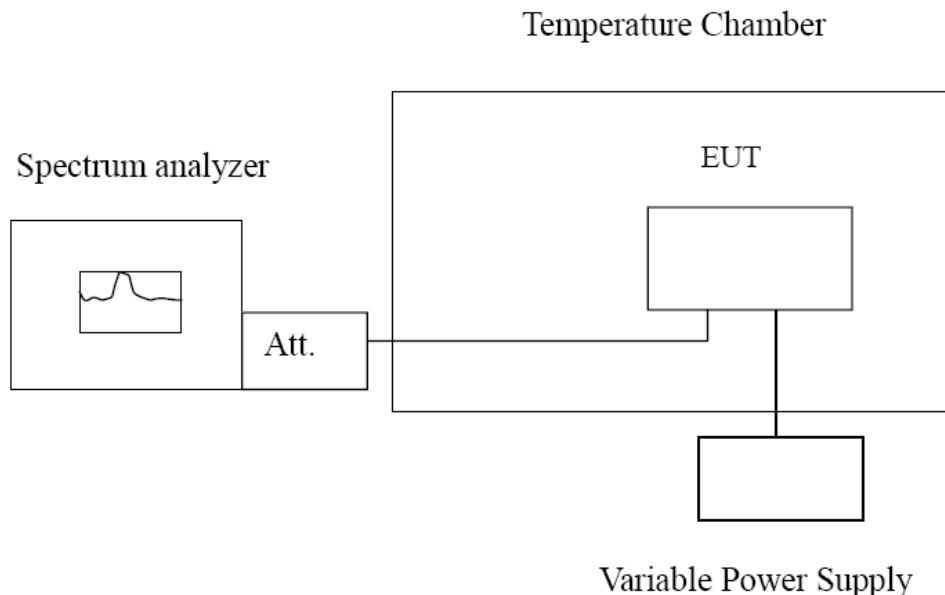 Temperature Chamber
Spectrum analyzer
EUT
Att.
Variable Power Supply